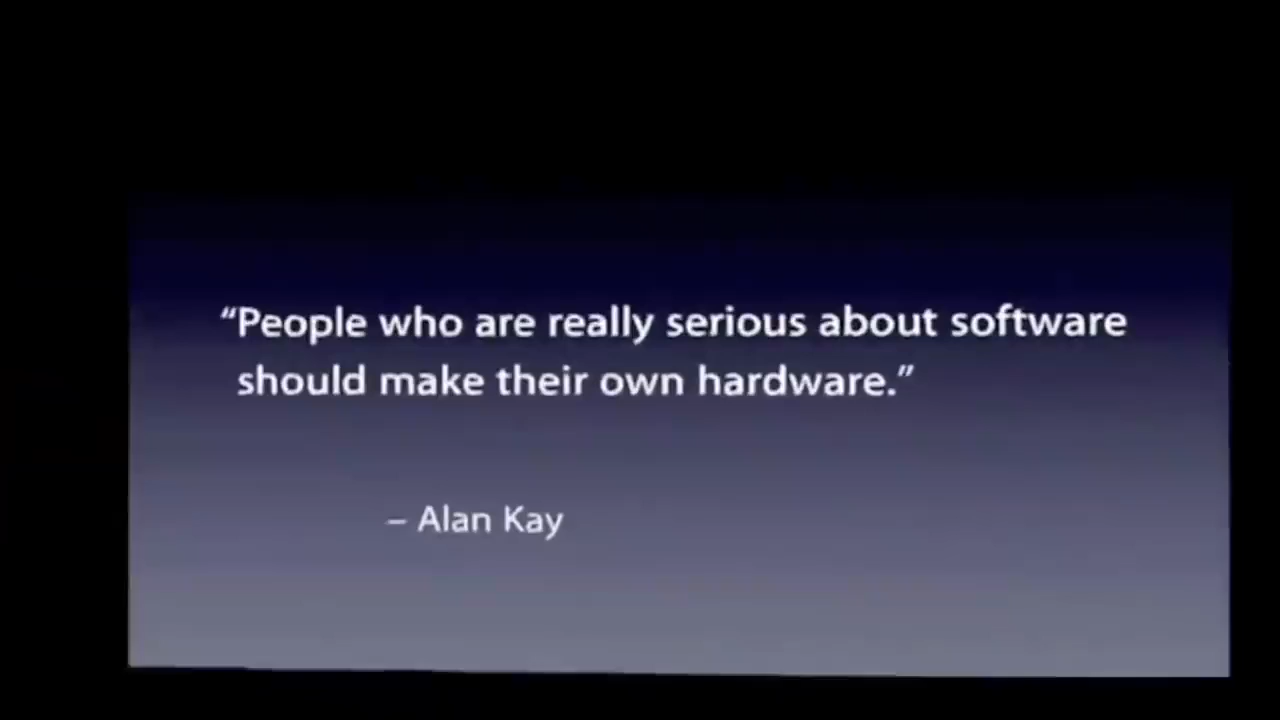 “People who are really serious about software
should make their own hardware.”
– Alan Kay